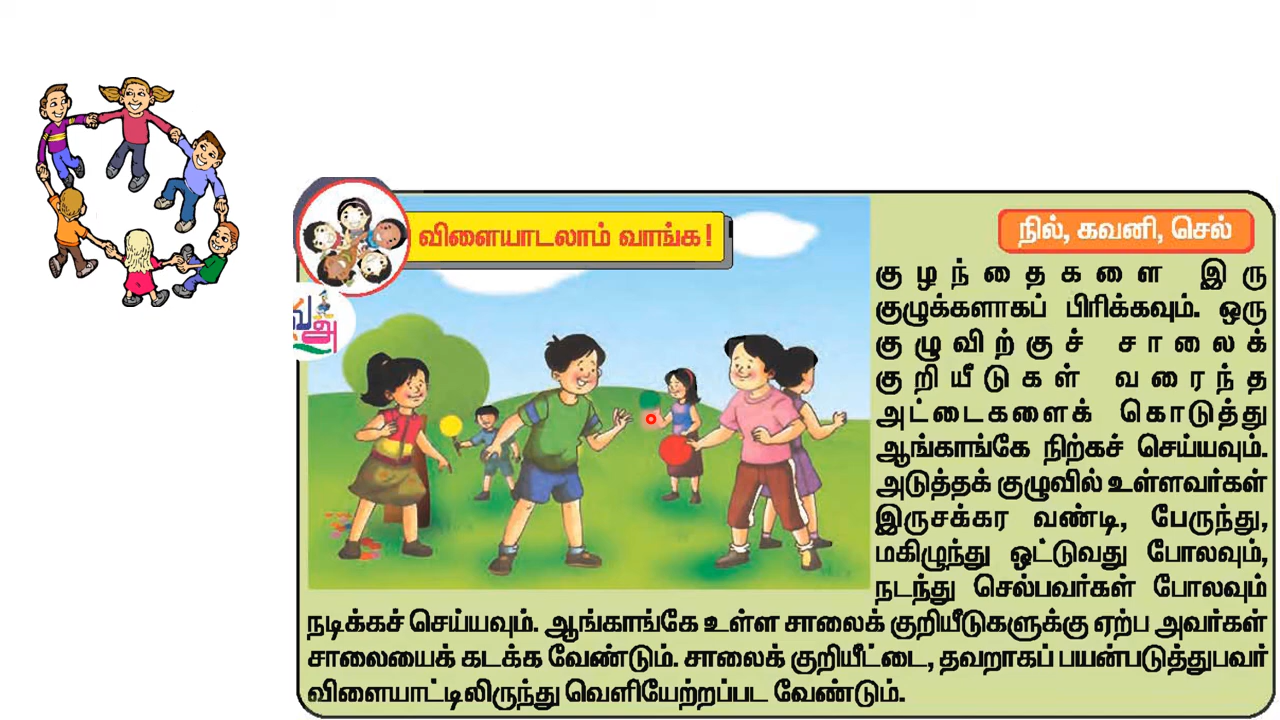 விளையாடலாம் வாங்க!
நில், கவனி, செல்
குழந்தைகளை இரு
குழுக்களாகப் பிரிக்கவும். ஒரு
குழுவிற்குச் சாலைக்
குறியீடுகள் வரைந்த
அட்டைகளைக் கொடுத்து
ஆங்காங்கே நிற்கச் செய்யவும்.
அடுத்தக் குழுவில் உள்ளவர்கள்
இருசக்கர வண்டி, பேருந்து,
மகிழுந்து ஒட்டுவது போலவும்,
நடந்து செல்பவர்கள் போலவும்
நடிக்கச் செய்யவும். ஆங்காங்கே உள்ள சாலைக் குறியீடுகளுக்கு ஏற்ப அவர்கள்
சாலையைக் கடக்க வேண்டும். சாலைக் குறியீட்டை, தவறாகப் பயன்படுத்துபவர்
விளையாட்டிலிருந்து வெளியேற்றப்பட வேண்டும்.